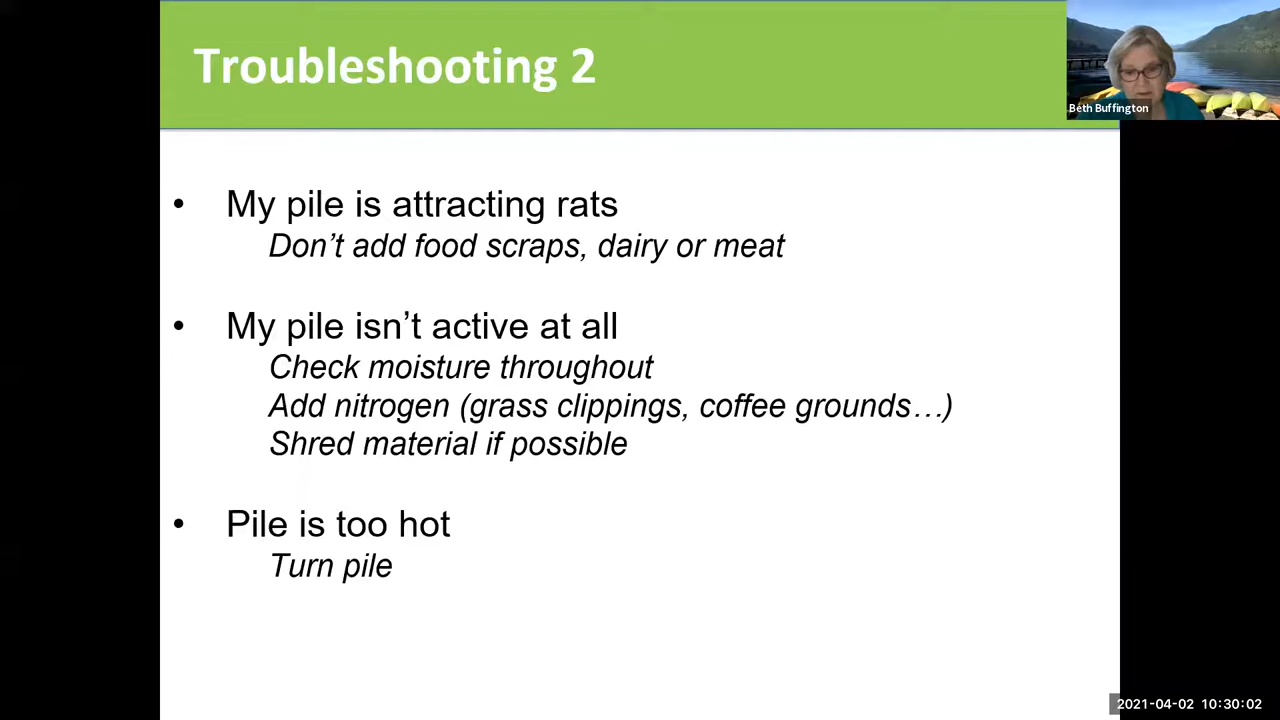 Troubleshooting 2
Beth Buffington
• My pile is attracting rats
Don’t add food scraps, dairy or meat
• My pile isn’t active at all
Check moisture throughout
Add nitrogen (grass clippings, coffee grounds…)
Shred material if possible
• Pile is too hot
Turn pile
2021-04-02 10:30:02